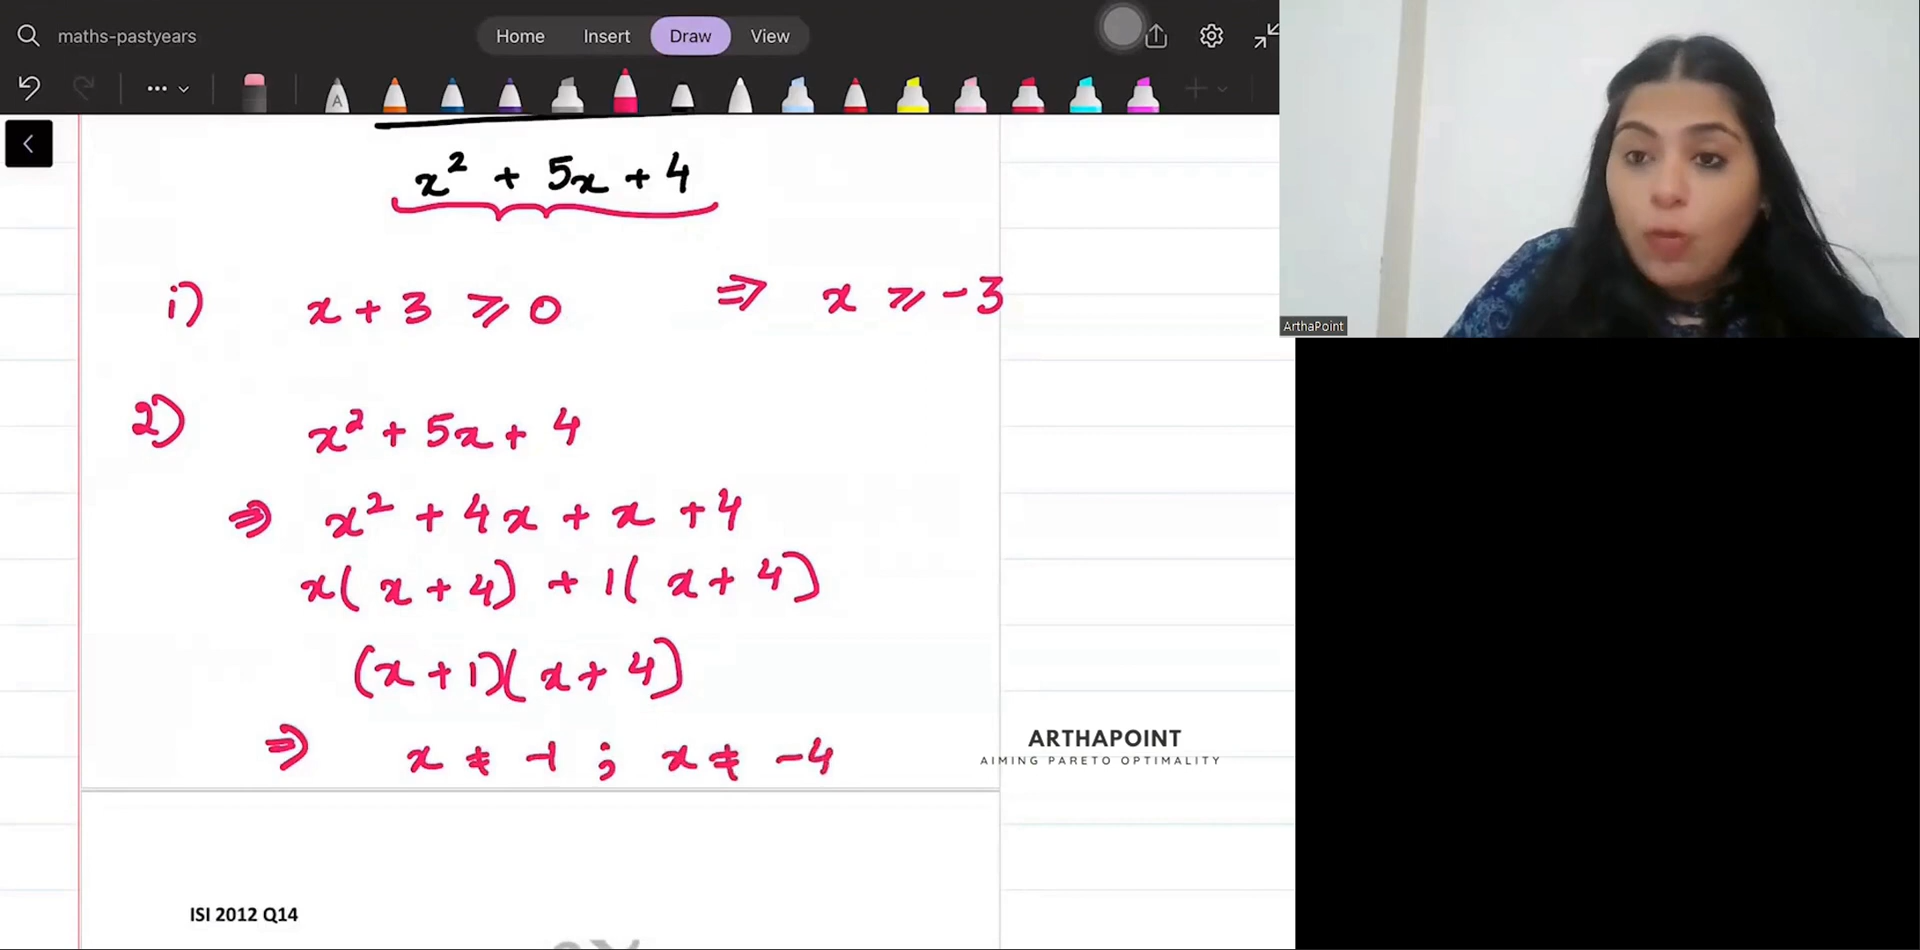 maths-pastyears
Home Insert Draw View
A
x² + 5x + 4
i) x + 3 ⩾ 0 ⇒ x ⩾ -3
2) x² + 5x + 4
⇒ x² + 4x + x + 4
x( x + 4) + 1( x + 4)
(x + 1)( x + 4)
⇒ x ≠ -1 ; x ≠ -4
ArthaPoint
ARTHAPOINT
AIMING PARETO OPTIMALITY
ISI 2012 Q14